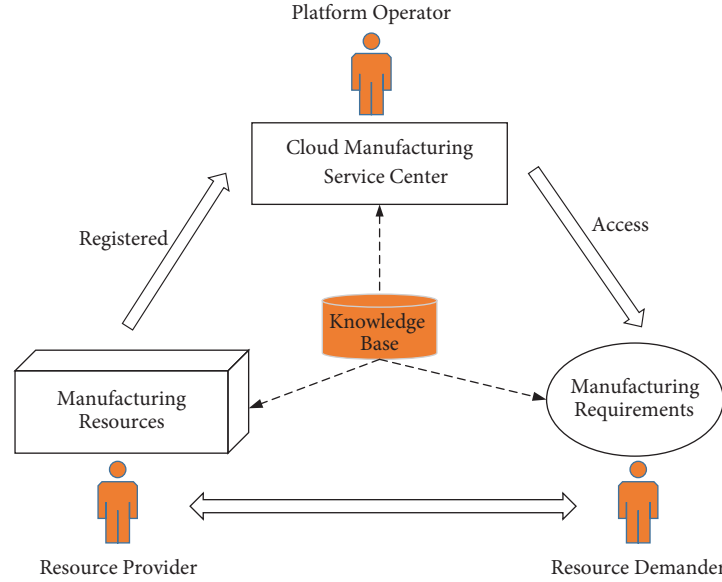 Platform Operator
Cloud Manufacturing
Service Center
Registered
Access
Knowledge
Base
Manufacturing
Resources
Manufacturing
Requirements
Resource Provider
Resource Demander